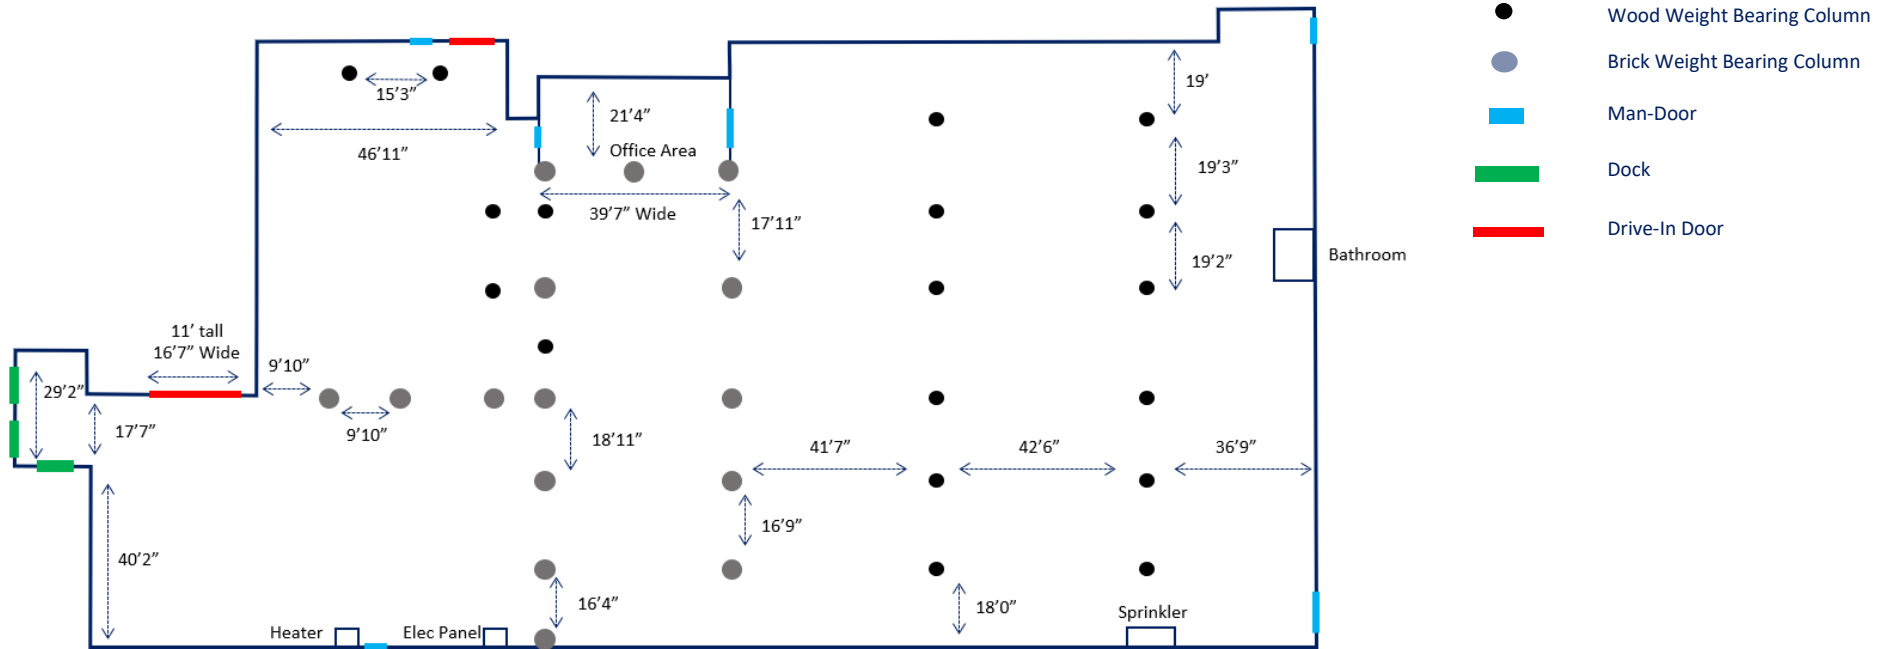 Wood Weight Bearing Column
Brick Weight Bearing Column
Man-Door
Dock
Drive-In Door
15’3”
46’11”
21’4”
Office Area
39’7” Wide
17’11”
19’
19’3”
19’2”
Bathroom
11’ tall
16’7” Wide
9’10”
29’2”
17’7”
9’10”
18’11”
41’7”
42’6”
36’9”
16’9”
40’2”
16’4”
18’0”
Heater
Elec Panel
Sprinkler